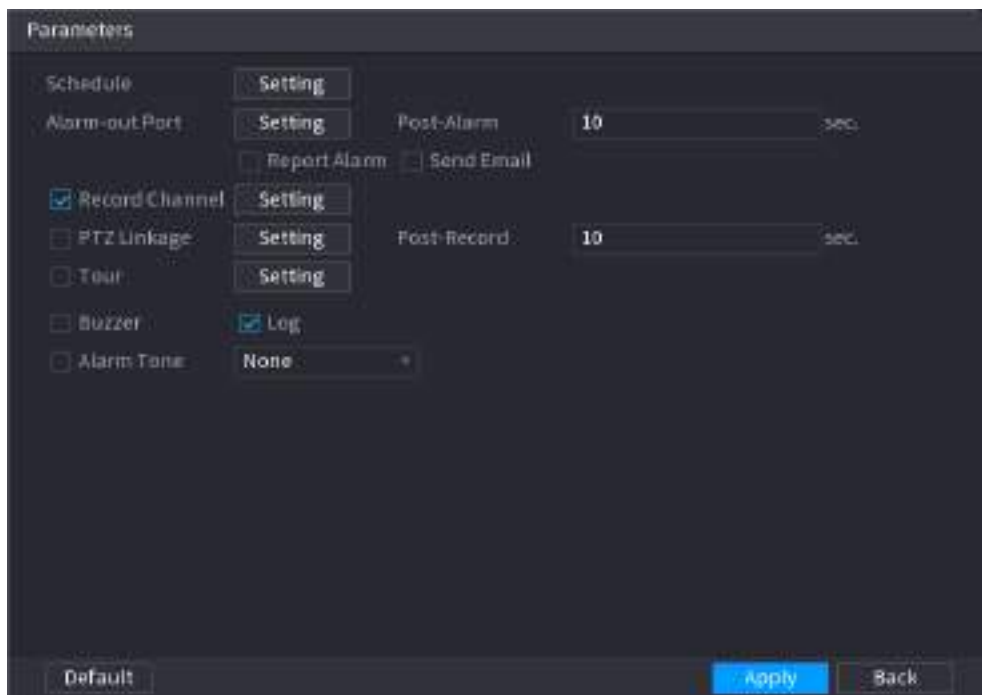 Parameters
Schedule Setting
Alarm-out Port Setting Post-Alarm 10 sec.
Report Alarm Send Email
Record Channel Setting
PTZ Linkage Setting Post-Record 10 sec.
Tour Setting
Buzzer Log
Alarm Tone None
Default Apply Back